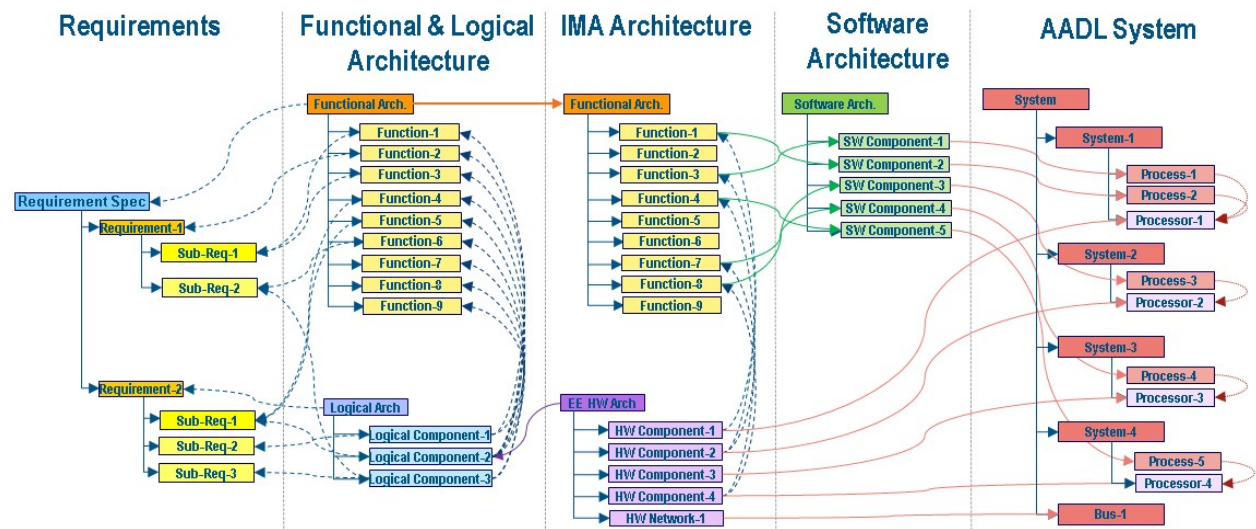 Requirements
Functional & Logical
Architecture
IMA Architecture
Software
Architecture
AADL System
Requirement Spec
Requirement-1
Sub-Req-1
Sub-Req-2
Requirement-2
Sub-Req-1
Sub-Req-2
Sub-Req-3
Functional Arch.
Function-1
Function-2
Function-3
Function-4
Function-5
Function-6
Function-7
Function-8
Function-9
Logical Arch
Logical Component-1
Logical Component-2
Logical Component-3
Functional Arch.
Function-1
Function-2
Function-3
Function-4
Function-5
Function-6
Function-7
Function-8
Function-9
EE HW Arch
HW Component-1
HW Component-2
HW Component-3
HW Component-4
HW Network-1
Software Arch.
SW Component-1
SW Component-2
SW Component-3
SW Component-4
SW Component-5
System
System-1
Process-1
Process-2
Processor-1
System-2
Process-3
Processor-2
System-3
Process-4
Processor-3
System-4
Process-5
Processor-4
Bus-1